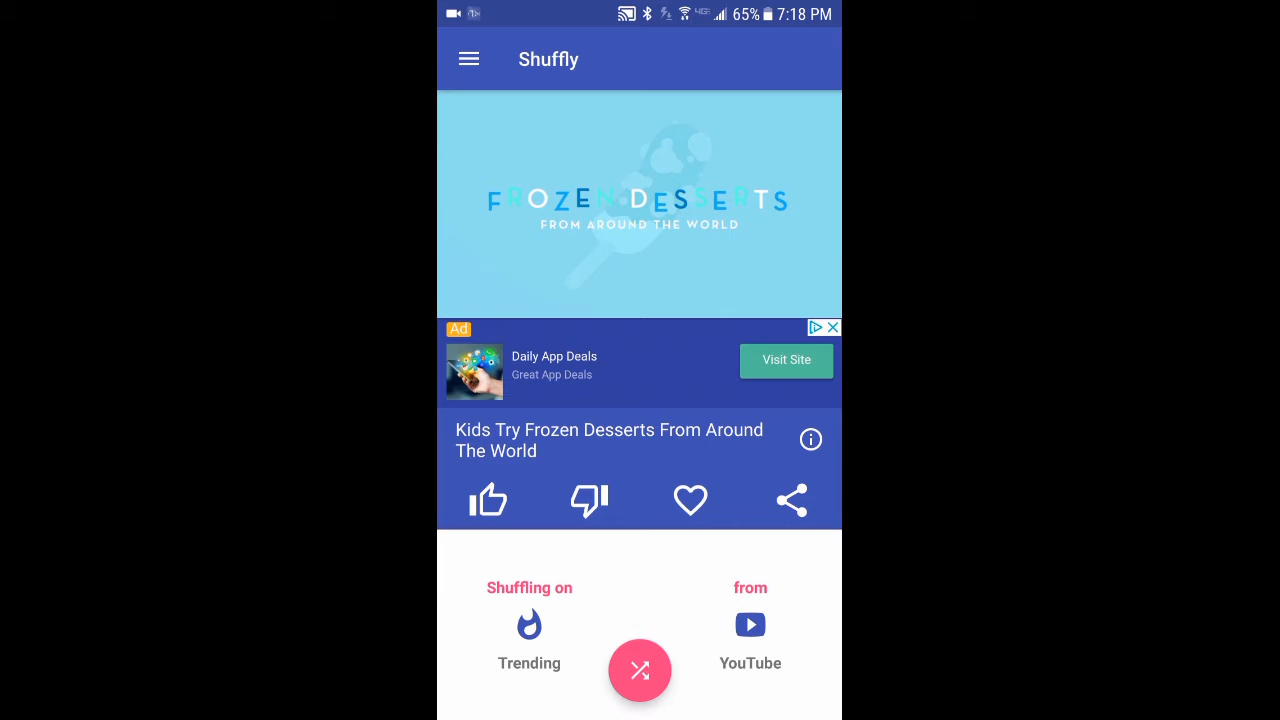 65% 7:18 PM
Shuffly
FROZEN DESSERTS
FROM AROUND THE WORLD
Ad
Daily App Deals
Great App Deals
Visit Site
Kids Try Frozen Desserts From Around
The World
Shuffling on
from
Trending
YouTube